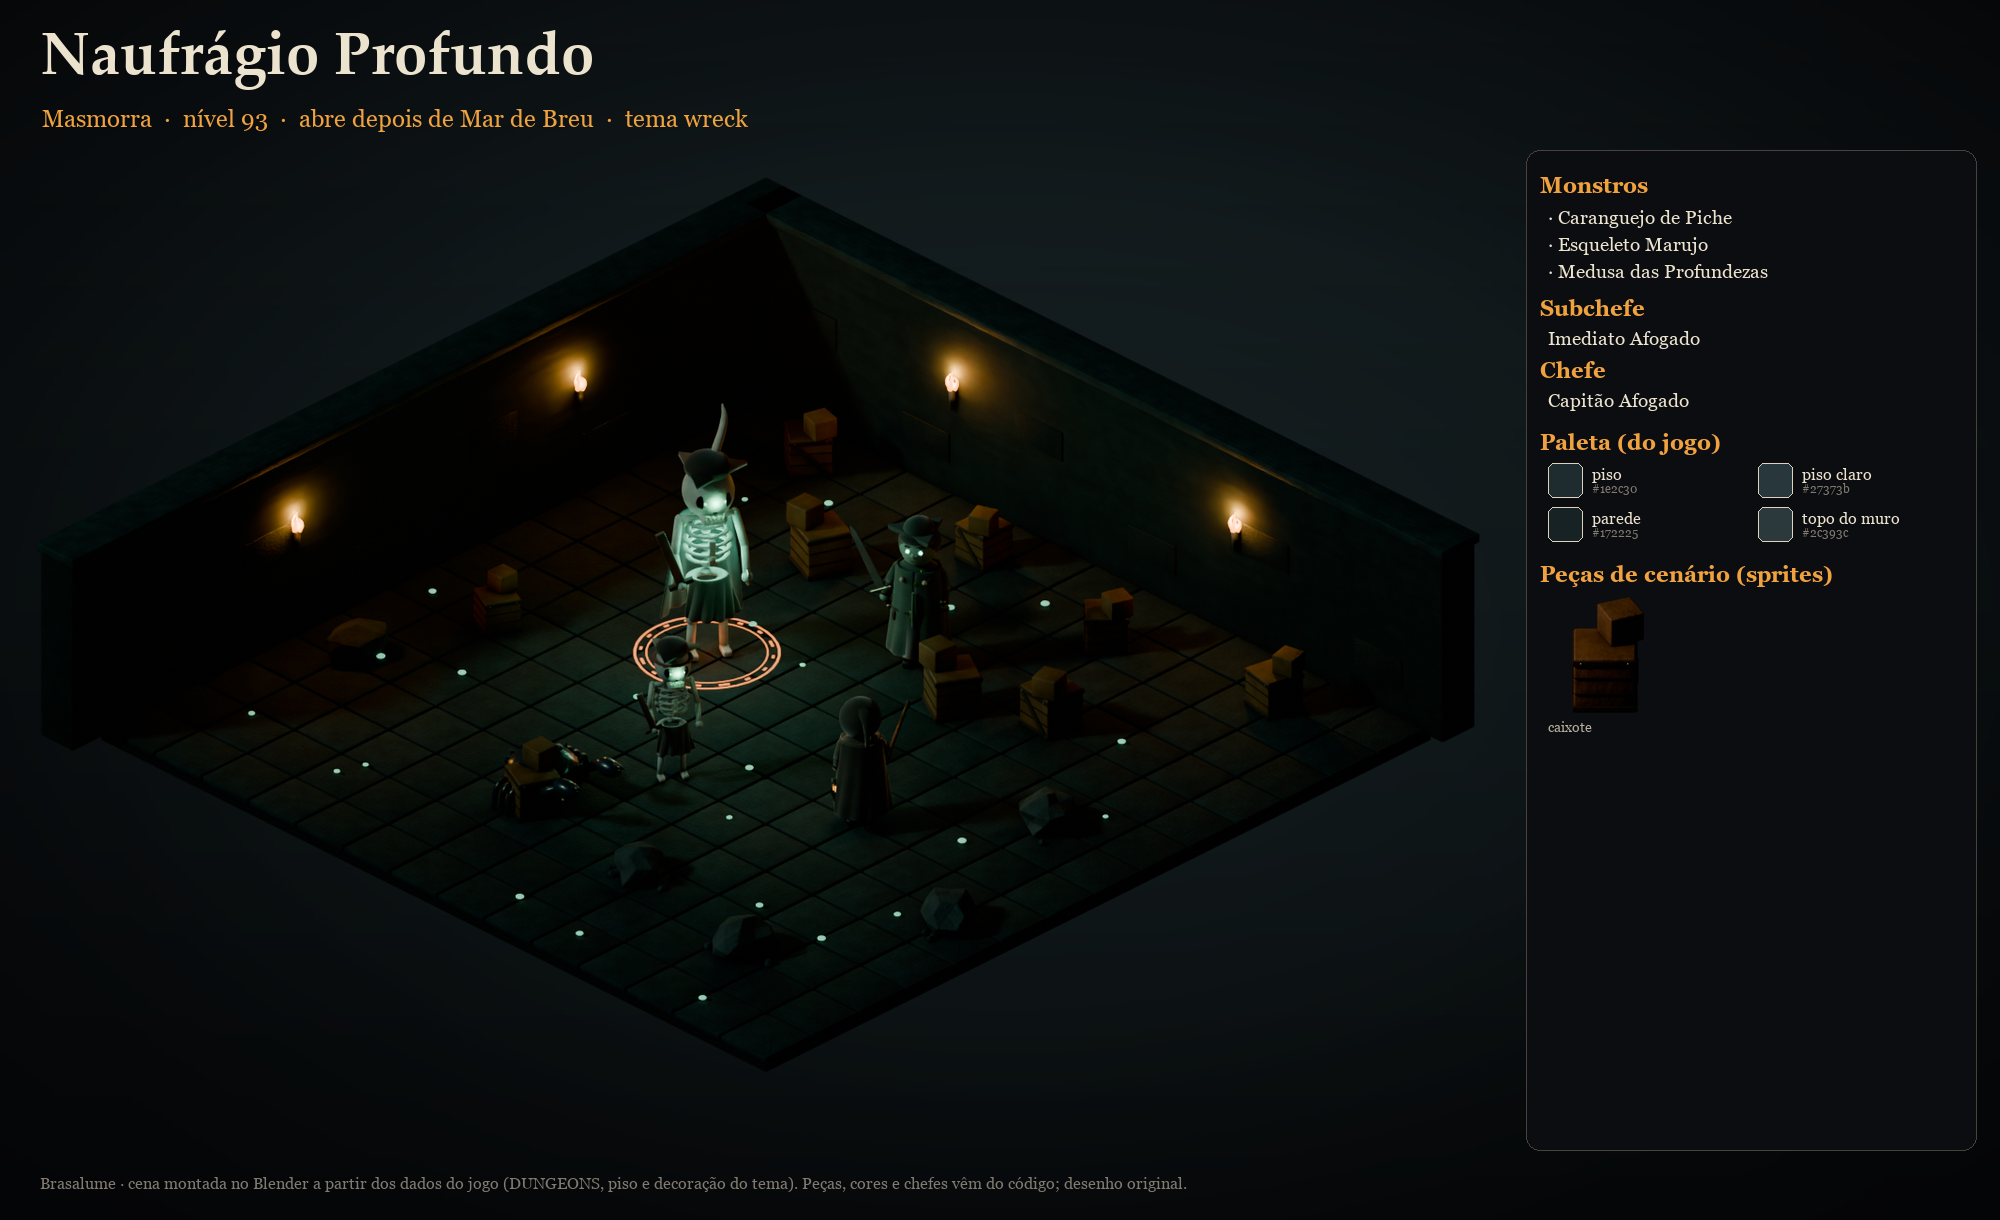 Naufrágio Profundo
Masmorra · nível 93 · abre depois de Mar de Breu · tema wreck
Monstros
· Caranguejo de Piche
· Esqueleto Marujo
· Medusa das Profundezas
Subchefe
Imediato Afogado
Chefe
Capitão Afogado
Paleta (do jogo)
piso
#1e2c30
piso claro
#27373b
parede
#172225
topo do muro
#2c393c
Peças de cenário (sprites)
caixote
Brasalume · cena montada no Blender a partir dos dados do jogo (DUNGEONS, piso e decoração do tema). Peças, cores e chefes vêm do código; desenho original.